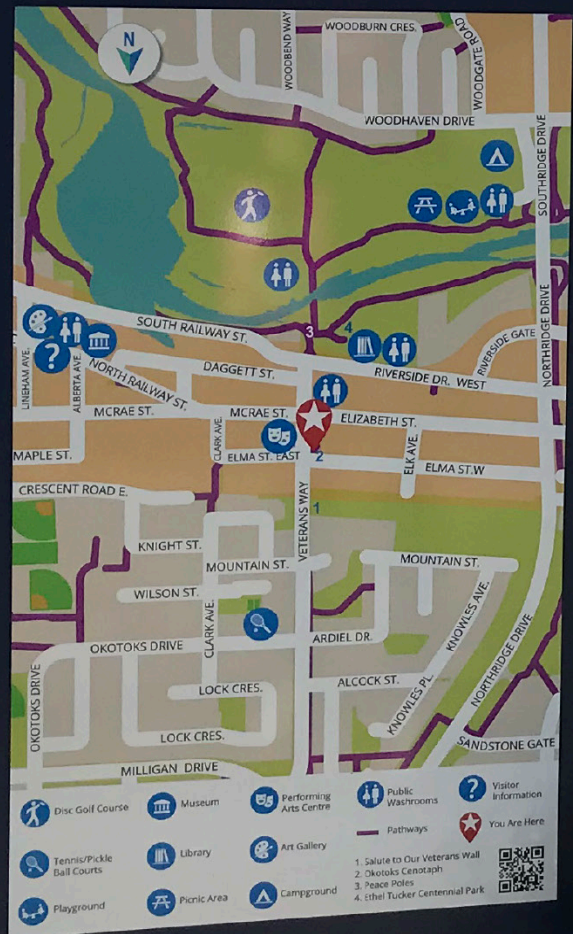 N
WOODBEND WAY
WOODBURN CRES.
WOODGATE ROAD
WOODHAVEN DRIVE
SOUTHRIDGE DRIVE
3
4
SOUTH RAILWAY ST.
LINEHAM AVE.
?
ALBERTA AVE.
NORTH RAILWAY ST.
DAGGETT ST.
RIVERSIDE DR. WEST
RIVERSIDE GATE
NORTHRIDGE DRIVE
MCRAE ST.
MCRAE ST.
ELIZABETH ST.
CLARK AVE.
MAPLE ST.
ELMA ST. EAST
2
ELK AVE.
ELMA ST.W
CRESCENT ROAD E.
VETERANS WAY
1
KNIGHT ST.
MOUNTAIN ST.
MOUNTAIN ST.
WILSON ST.
CLARK AVE.
KNOWLES AVE.
OKOTOKS DRIVE
ARDIEL DR.
OKOTOKS DRIVE
LOCK CRES.
ALCOCK ST.
KNOWLES PL.
NORTHRIDGE DRIVE
LOCK CRES.
SANDSTONE GATE
MILLIGAN DRIVE
Disc Golf Course
Museum
Performing
Arts Centre
Public
Washrooms
?
Visitor
Information
Tennis/Pickle
Ball Courts
Library
Art Gallery
Pathways
You Are Here
Playground
Picnic Area
Campground
1. Salute to Our Veterans Wall
2. Okotoks Cenotaph
3. Peace Poles
4. Ethel Tucker Centennial Park